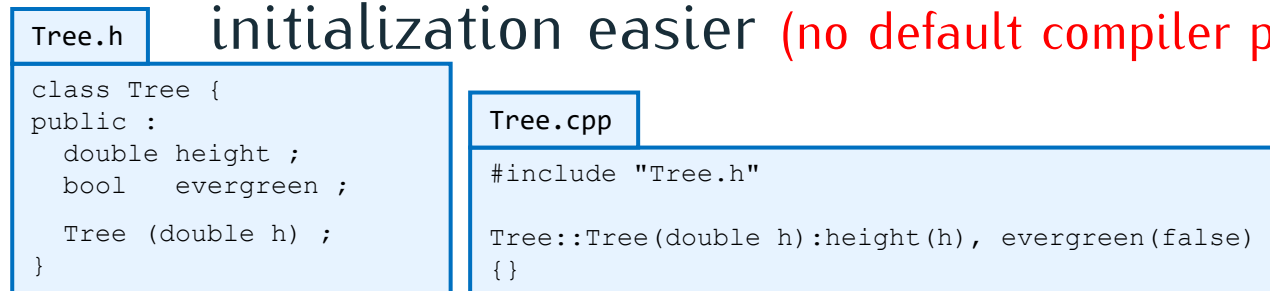 initialization easier (no default compiler p
Tree.h
class Tree {
public :
double height ;
bool evergreen ;
Tree (double h) ;
}
Tree.cpp
#include "Tree.h"
Tree::Tree(double h):height(h), evergreen(false)
{}